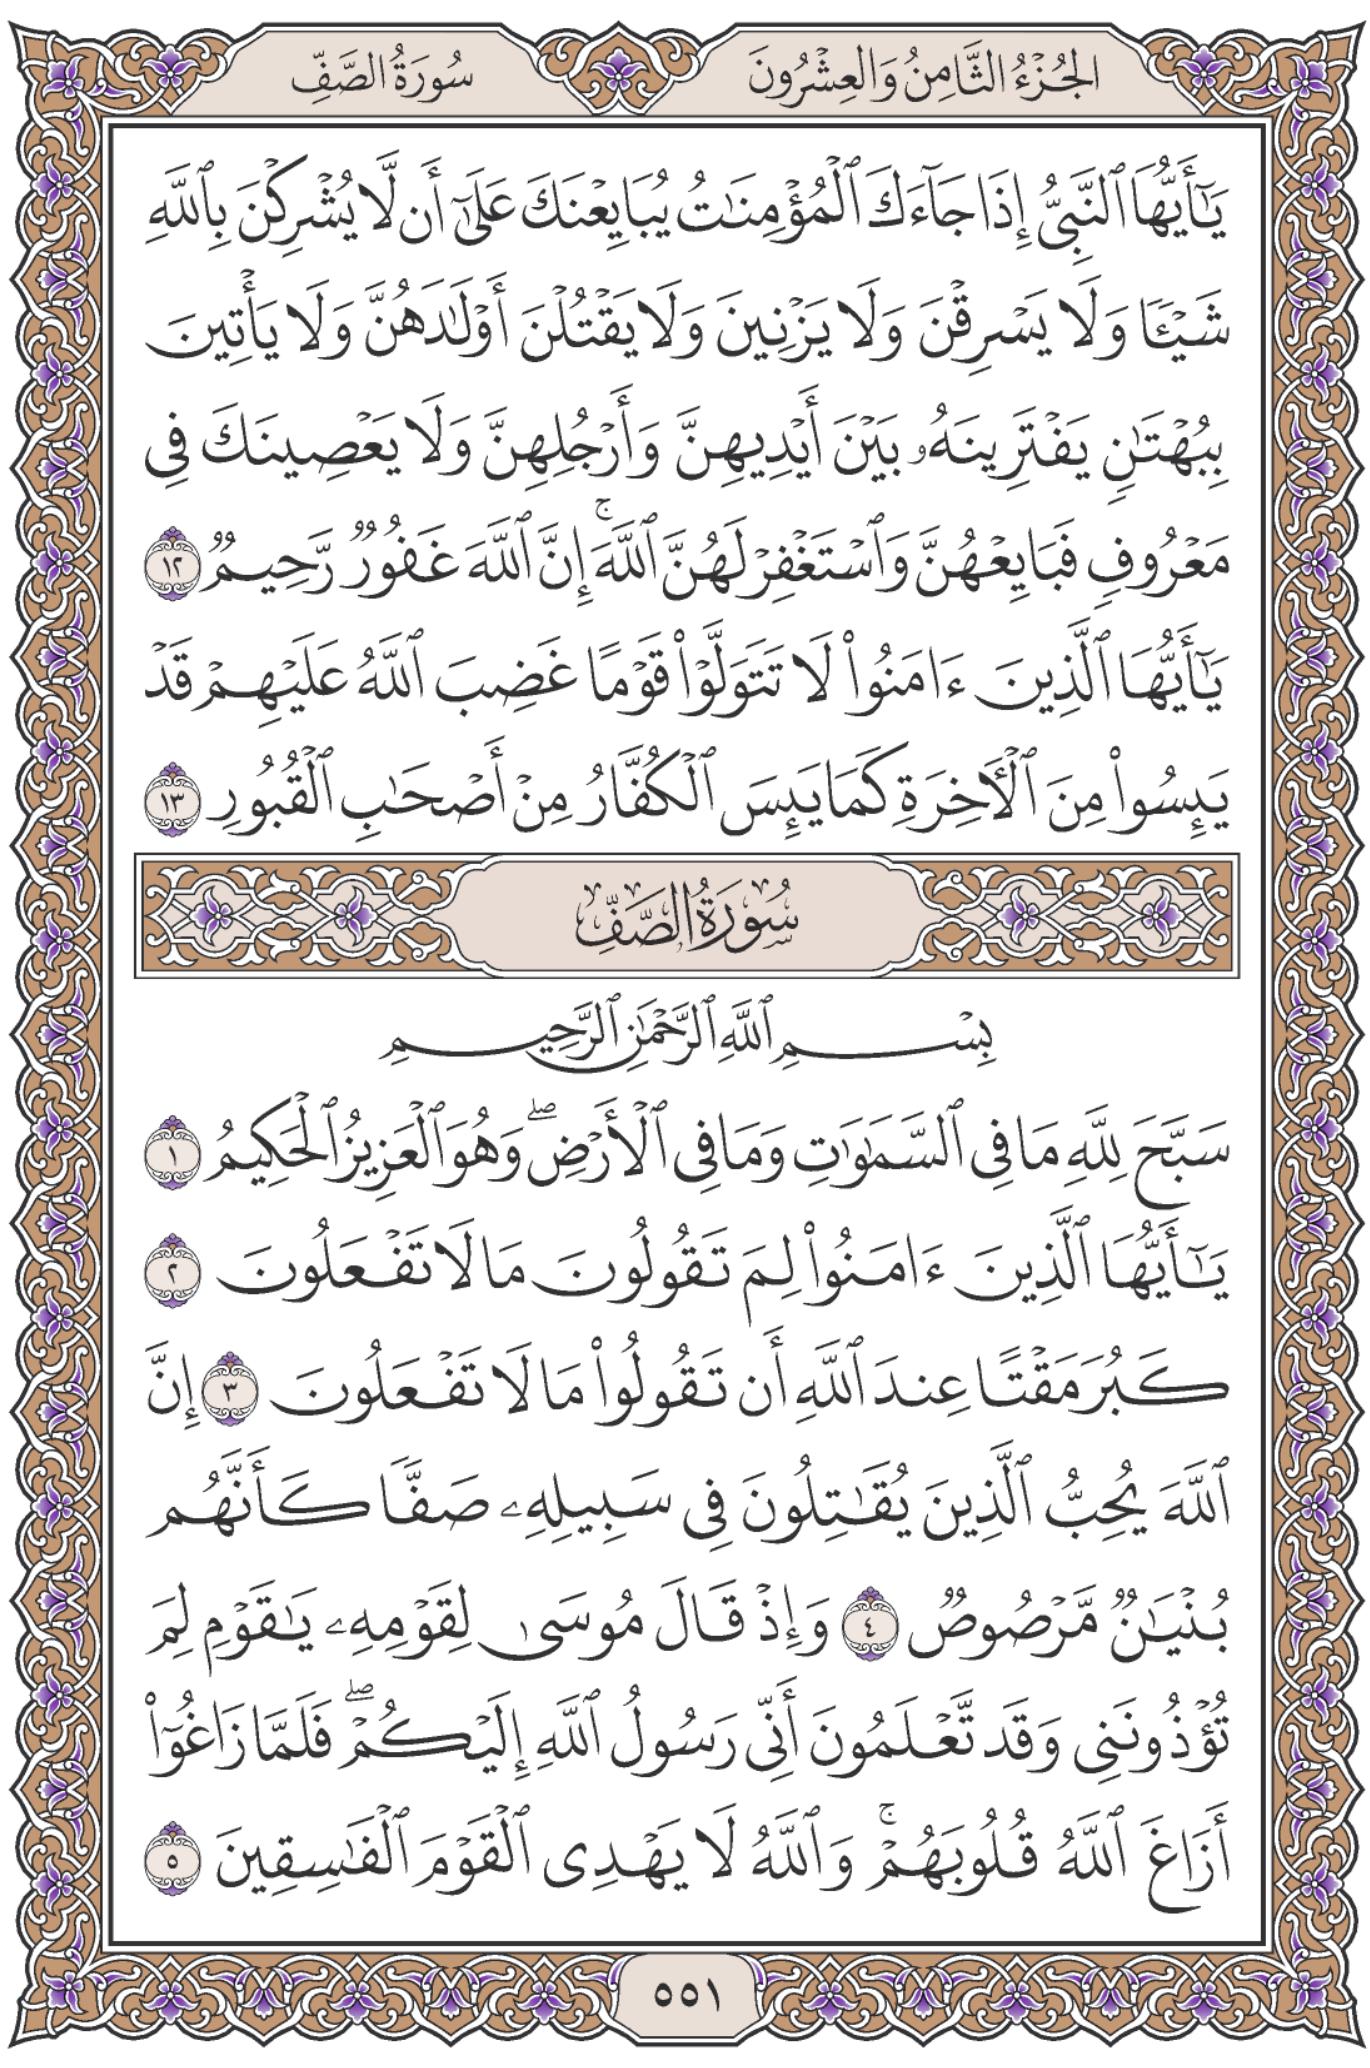 الجُزْءُ الثَّامِنُ وَالعِشْرُونَ
سُورَةُ الصَّفِّ
يَٰٓأَيُّهَا ٱلنَّبِىُّ إِذَا جَآءَكَ ٱلْمُؤْمِنَٰتُ يُبَايِعْنَكَ عَلَىٰٓ أَن لَّا يُشْرِكْنَ بِٱللَّهِ
شَيْـًٔا وَلَا يَسْرِقْنَ وَلَا يَزْنِينَ وَلَا يَقْتُلْنَ أَوْلَٰدَهُنَّ وَلَا يَأْتِينَ
بِبُهْتَٰنٍ يَفْتَرِينَهُۥ بَيْنَ أَيْدِيهِنَّ وَأَرْجُلِهِنَّ وَلَا يَعْصِينَكَ فِى
مَعْرُوفٍ فَبَايِعْهُنَّ وَٱسْتَغْفِرْ لَهُنَّ ٱللَّهَ ۚ إِنَّ ٱللَّهَ غَفُورٌ رَّحِيمٌ ١٢
يَٰٓأَيُّهَا ٱلَّذِينَ ءَامَنُوا۟ لَا تَتَوَلَّوْا۟ قَوْمًا غَضِبَ ٱللَّهُ عَلَيْهِمْ قَدْ
يَئِسُوا۟ مِنَ ٱلْـَٔاخِرَةِ كَمَا يَئِسَ ٱلْكُفَّارُ مِنْ أَصْحَٰبِ ٱلْقُبُورِ ١٣
سُورَةُ الصَّفِّ
بِسْمِ ٱللَّهِ ٱلرَّحْمَٰنِ ٱلرَّحِيمِ
سَبَّحَ لِلَّهِ مَا فِى ٱلسَّمَٰوَٰتِ وَمَا فِى ٱلْأَرْضِ ۖ وَهُوَ ٱلْعَزِيزُ ٱلْحَكِيمُ ١
يَٰٓأَيُّهَا ٱلَّذِينَ ءَامَنُوا۟ لِمَ تَقُولُونَ مَا لَا تَفْعَلُونَ ٢
كَبُرَ مَقْتًا عِندَ ٱللَّهِ أَن تَقُولُوا۟ مَا لَا تَفْعَلُونَ ٣ إِنَّ
ٱللَّهَ يُحِبُّ ٱلَّذِينَ يُقَٰتِلُونَ فِى سَبِيلِهِۦ صَفًّا كَأَنَّهُم
بُنْيَٰنٌ مَّرْصُوصٌ ٤ وَإِذْ قَالَ مُوسَىٰ لِقَوْمِهِۦ يَٰقَوْمِ لِمَ
تُؤْذُونَنِى وَقَد تَّعْلَمُونَ أَنِّى رَسُولُ ٱللَّهِ إِلَيْكُمْ ۖ فَلَمَّا زَاغُوٓا۟
أَزَاغَ ٱللَّهُ قُلُوبَهُمْ ۚ وَٱللَّهُ لَا يَهْدِى ٱلْقَوْمَ ٱلْفَٰسِقِينَ ٥
٥٥١